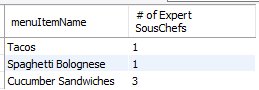 menuItemName # of Expert
SousChefs
Tacos 1
Spaghetti Bolognese 1
Cucumber Sandwiches 3